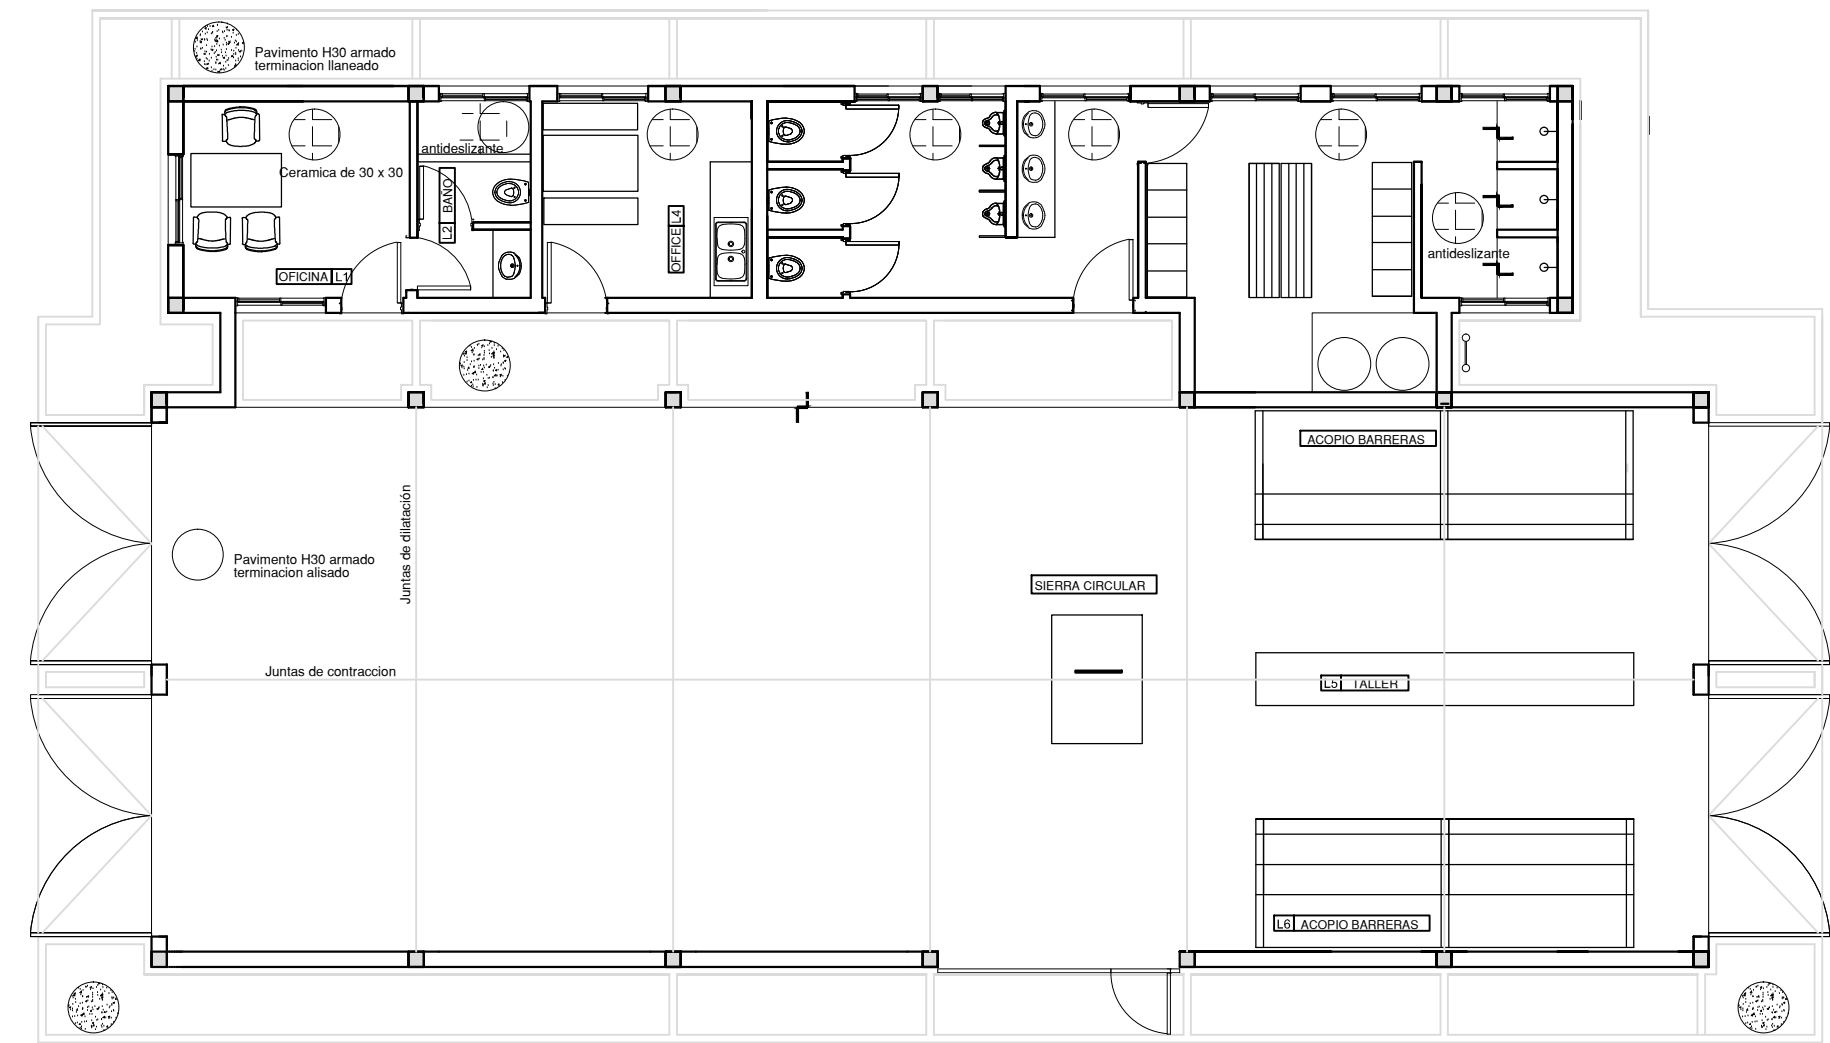 Pavimento H30 armado
terminacion llaneado
antideslizante
Ceramica de 30 x 30
L2 BAÑO
OFFICE L4
OFICINA L1
antideslizante
ACOPIO BARRERAS
Juntas de dilatación
Pavimento H30 armado
terminacion alisado
SIERRA CIRCULAR
Juntas de contraccion
L5 TALLER
L6 ACOPIO BARRERAS